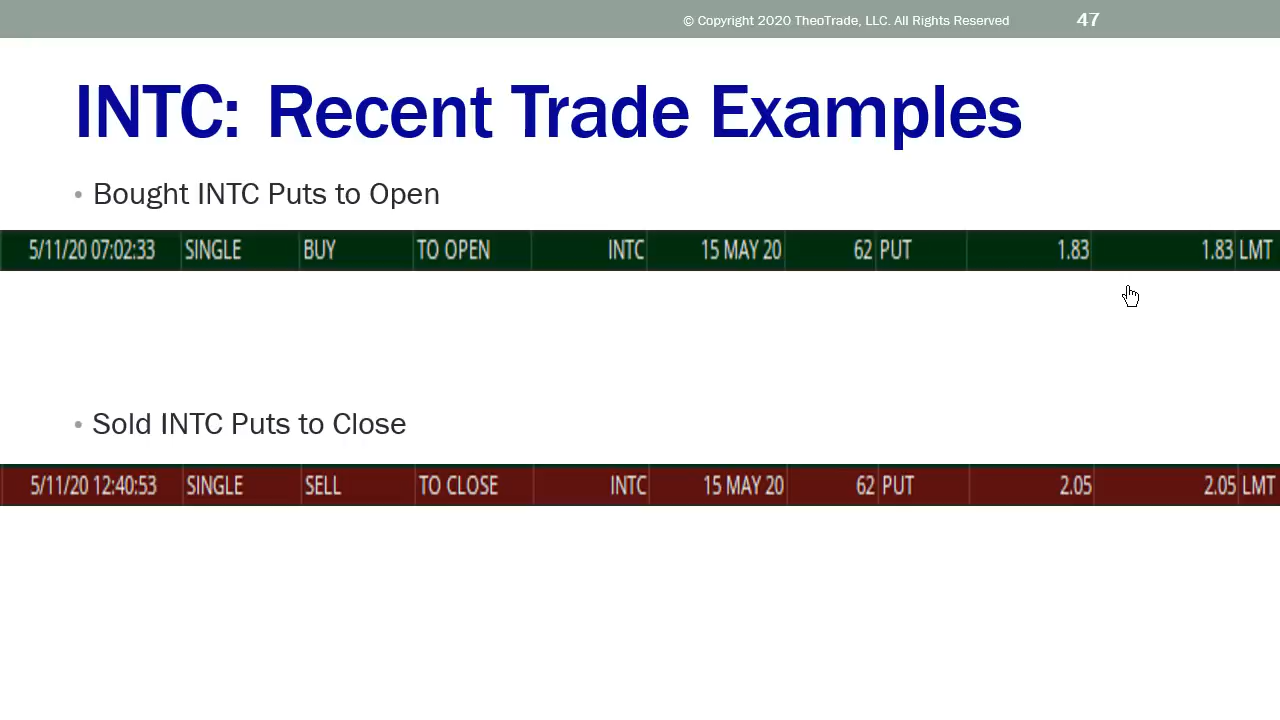 © Copyright 2020 TheoTrade, LLC. All Rights Reserved 47
INTC: Recent Trade Examples
• Bought INTC Puts to Open
5/11/20 07:02:33 SINGLE BUY TO OPEN INTC 15 MAY 20 62 PUT 1.83 1.83 LMT
• Sold INTC Puts to Close
5/11/20 12:40:53 SINGLE SELL TO CLOSE INTC 15 MAY 20 62 PUT 2.05 2.05 LMT